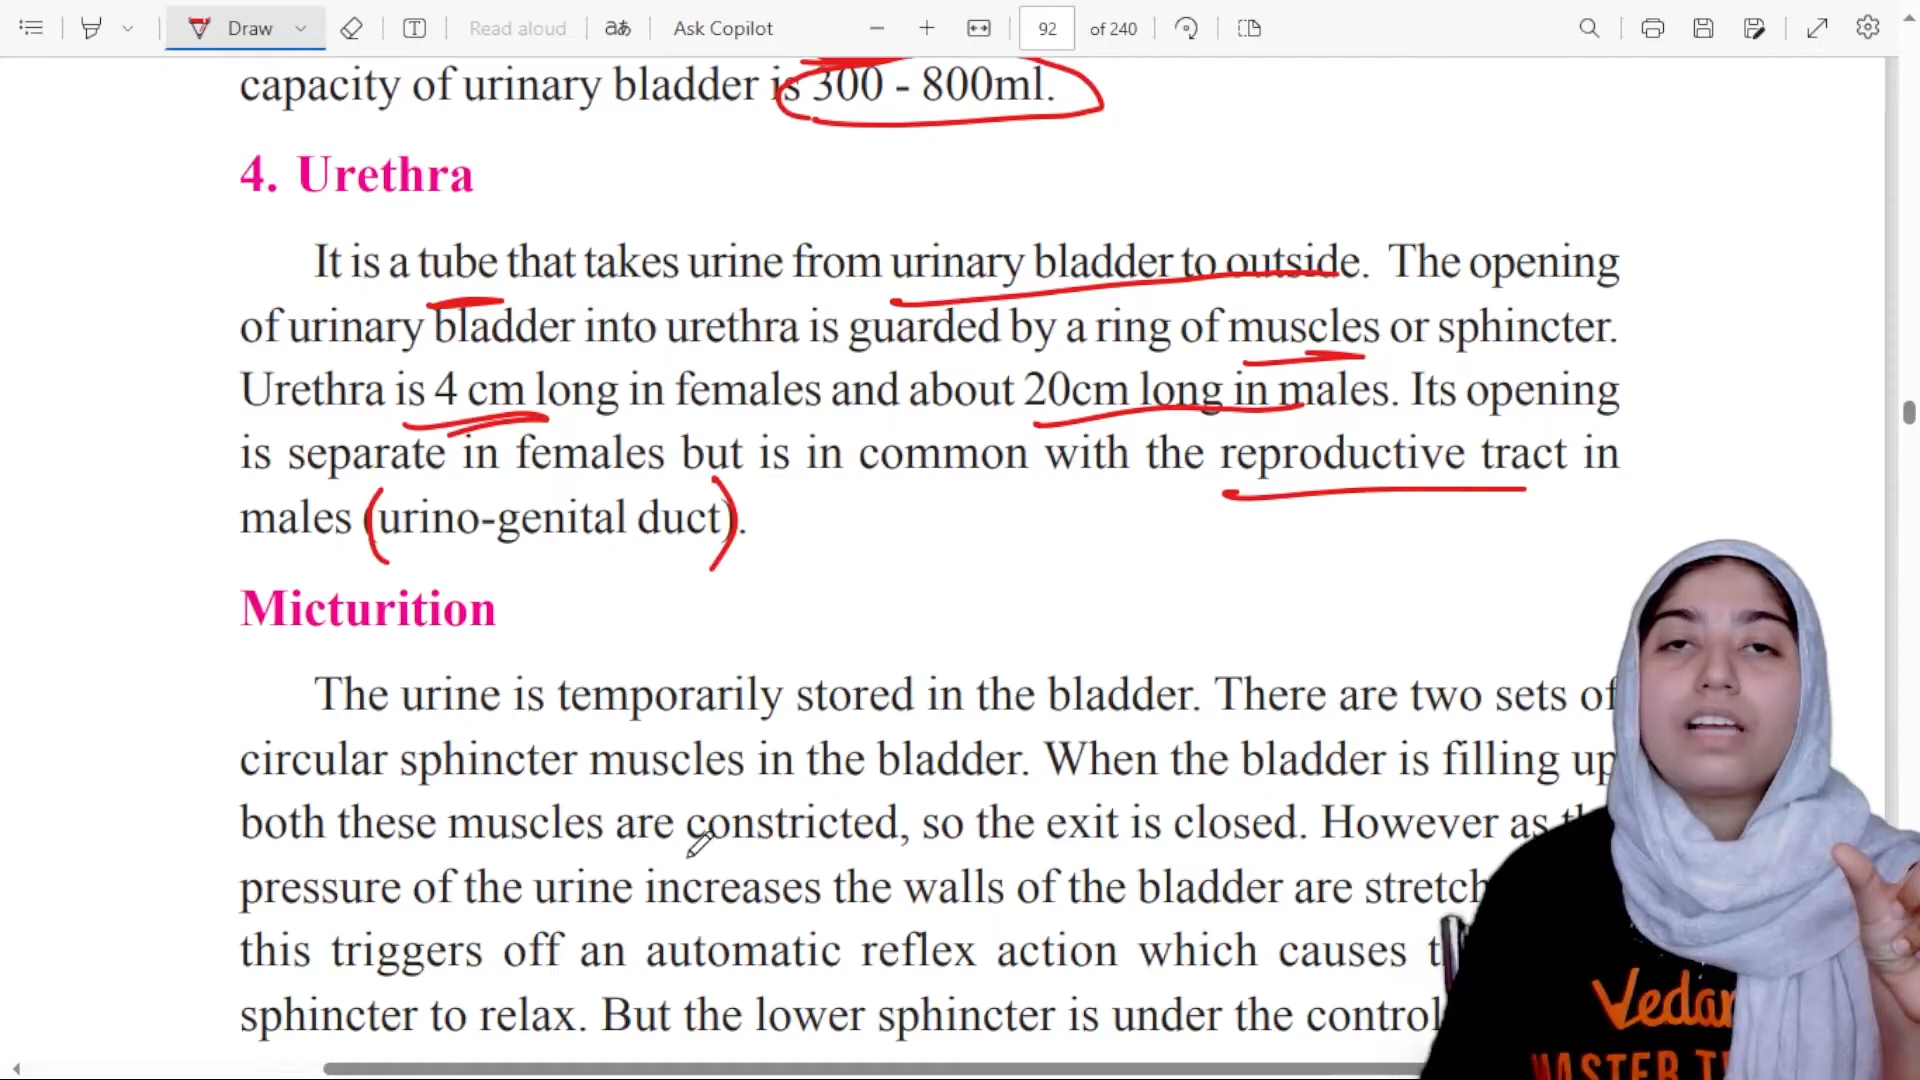 Draw
Read aloud
aあ
Ask Copilot
92
of 240
capacity of urinary bladder is 300 - 800ml.
4. Urethra
It is a tube that takes urine from urinary bladder to outside. The opening
of urinary bladder into urethra is guarded by a ring of muscles or sphincter.
Urethra is 4 cm long in females and about 20cm long in males. Its opening
is separate in females but is in common with the reproductive tract in
males (urino-genital duct).
Micturition
The urine is temporarily stored in the bladder. There are two sets of
circular sphincter muscles in the bladder. When the bladder is filling up
both these muscles are constricted, so the exit is closed. However as
pressure of the urine increases the walls of the bladder are stretch
this triggers off an automatic reflex action which causes
sphincter to relax. But the lower sphincter is under the control
Vedan
MASTER T